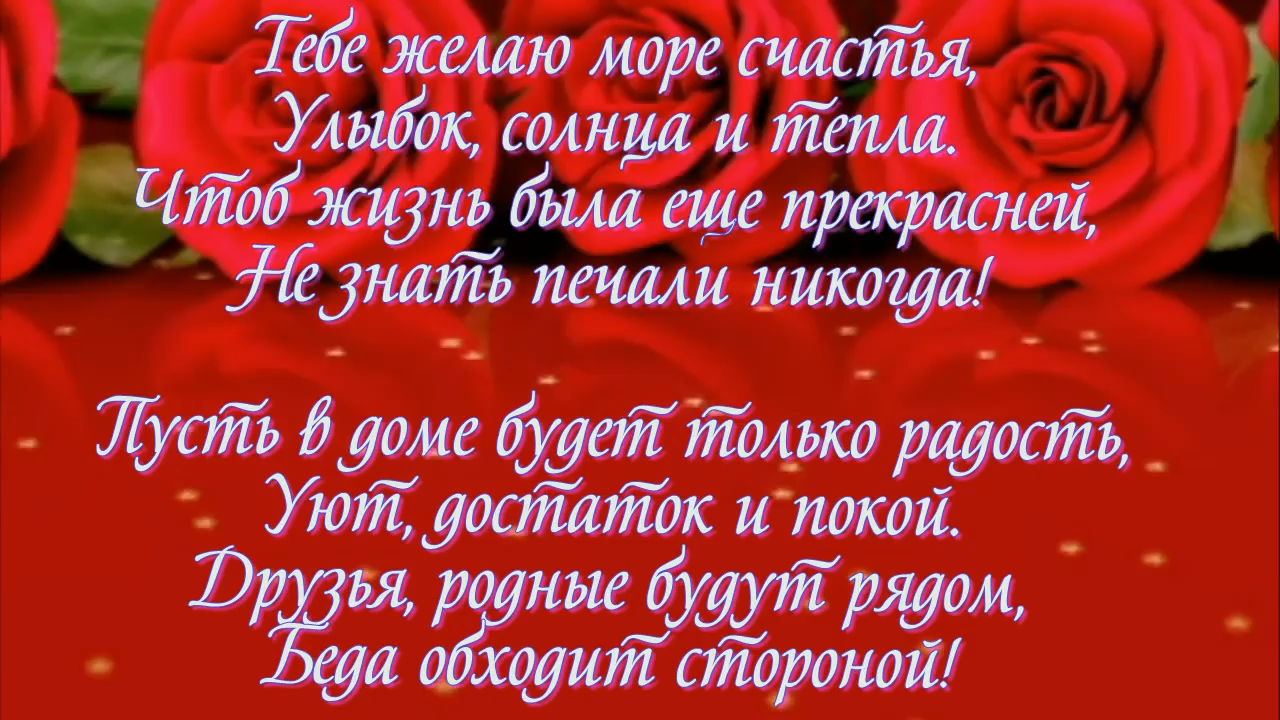 Тебе желаю море счастья,
Улыбок, солнца и тепла.
Чтоб жизнь была еще прекрасней,
Не знать печали никогда!
Пусть в доме будет только радость,
Уют, достаток и покой.
Друзья, родные будут рядом,
Беда обходит стороной!